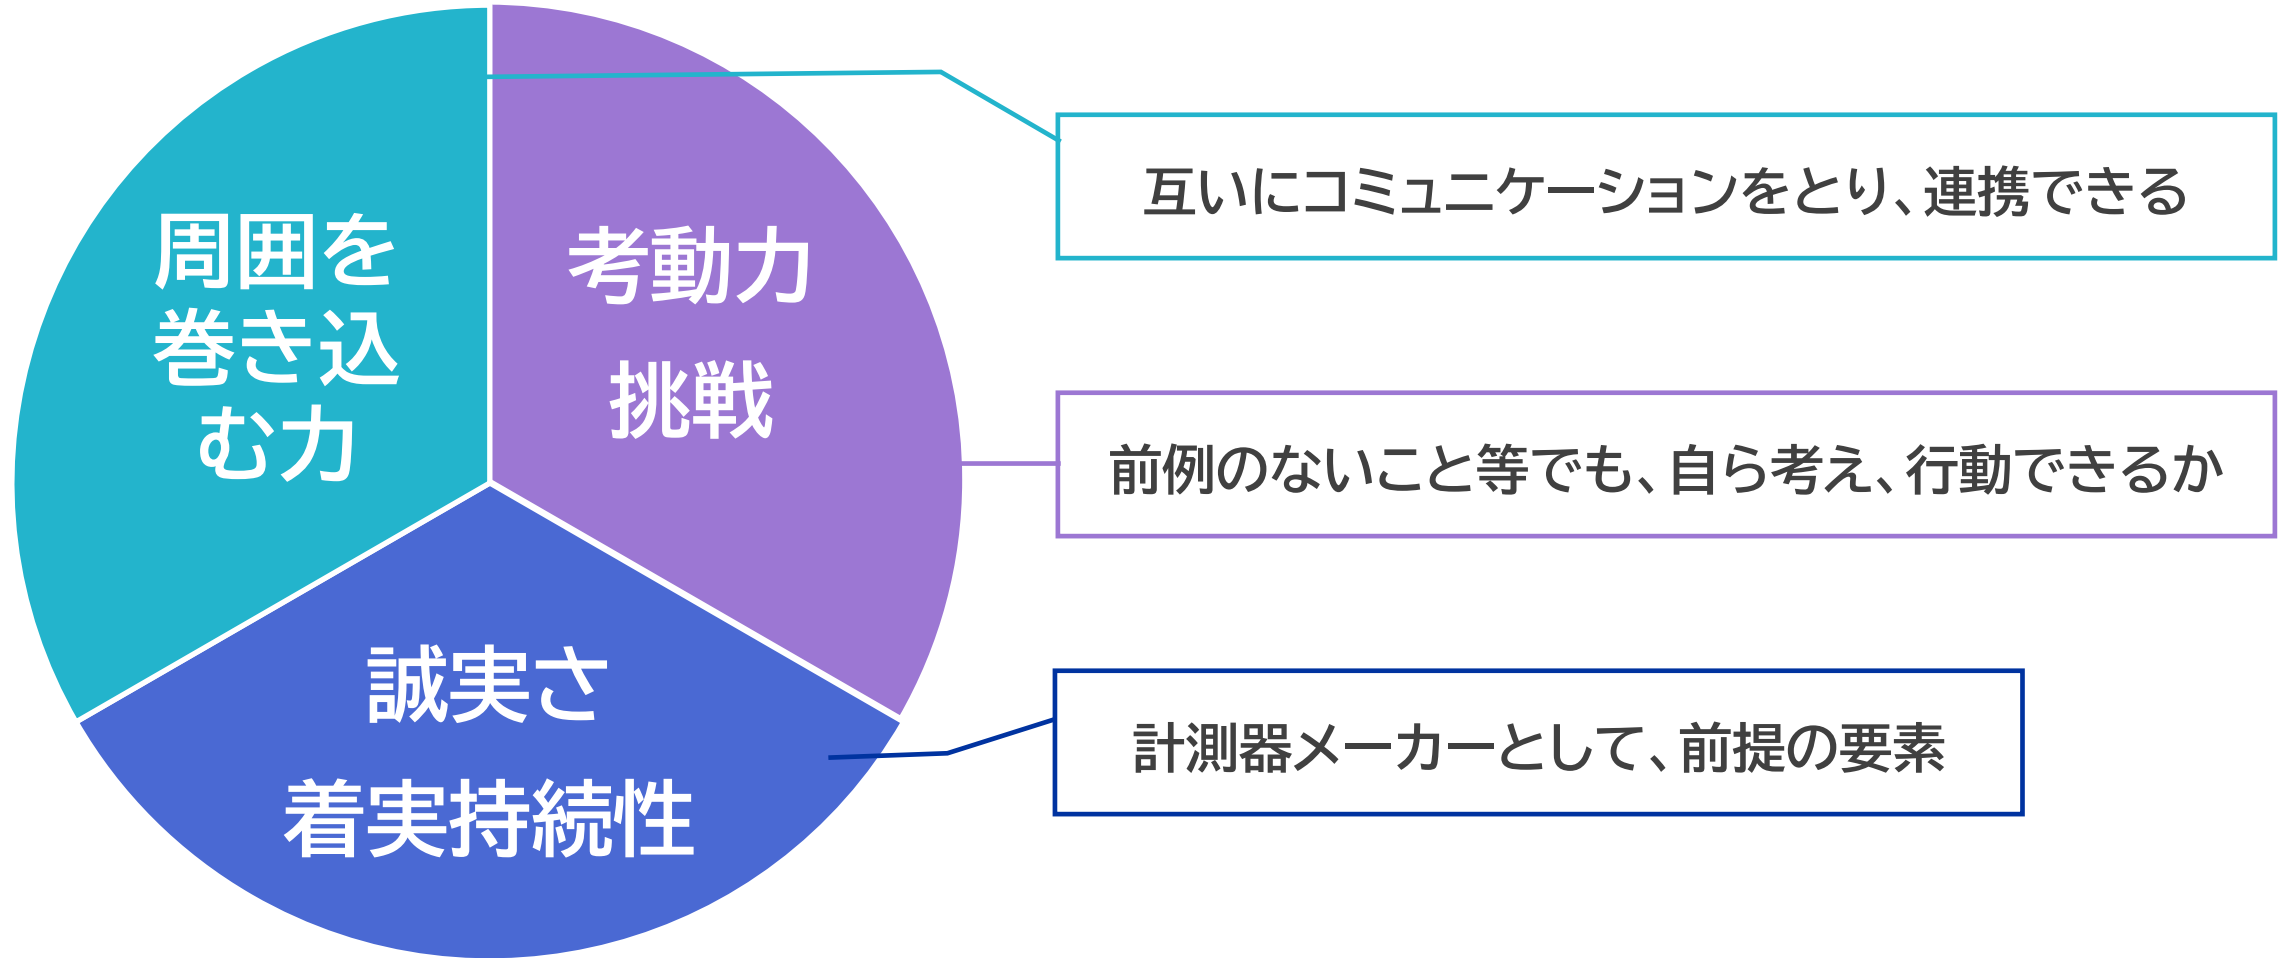 周囲を
巻き込
む力
考動力
挑戦
誠実さ
着実持続性
互いにコミュニケーションをとり、連携できる
前例のないこと等でも、自ら考え、行動できるか
計測器メーカーとして、前提の要素